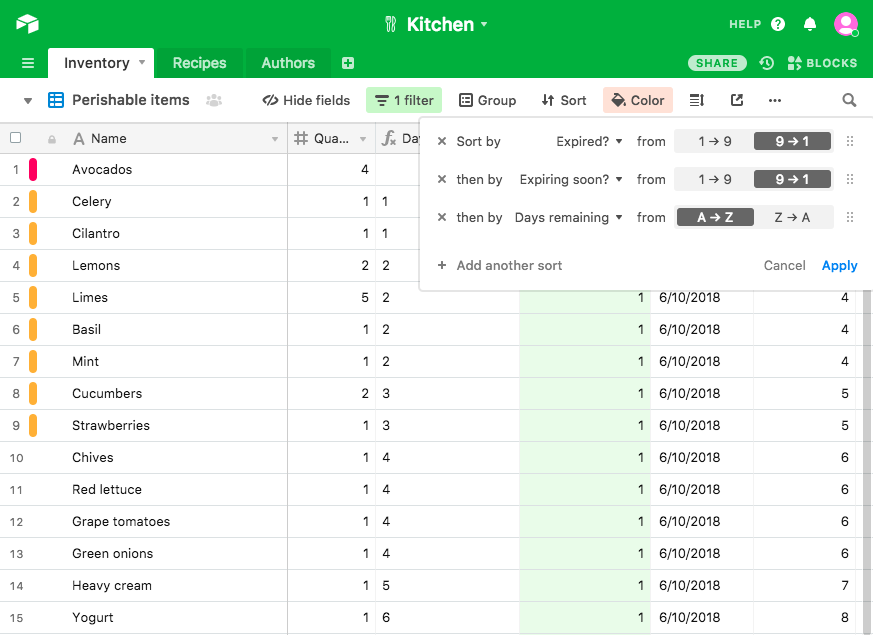 Kitchen
HELP ?
Inventory Recipes Authors
SHARE BLOCKS
Perishable items Hide fields 1 filter Group Sort Color
A Name # Qua... fx Da
Sort by Expired? from 1 → 9 9 → 1
then by Expiring soon? from 1 → 9 9 → 1
then by Days remaining from A → Z Z → A
+ Add another sort Cancel Apply
1 Avocados 4
2 Celery 1 1
3 Cilantro 1 1
4 Lemons 2 2
5 Limes 5 2 1 6/10/2018 4
6 Basil 1 2 1 6/10/2018 4
7 Mint 1 2 1 6/10/2018 4
8 Cucumbers 2 3 1 6/10/2018 5
9 Strawberries 1 3 1 6/10/2018 5
10 Chives 1 4 1 6/10/2018 6
11 Red lettuce 1 4 1 6/10/2018 6
12 Grape tomatoes 1 4 1 6/10/2018 6
13 Green onions 1 4 1 6/10/2018 6
14 Heavy cream 1 5 1 6/10/2018 7
15 Yogurt 1 6 1 6/10/2018 8